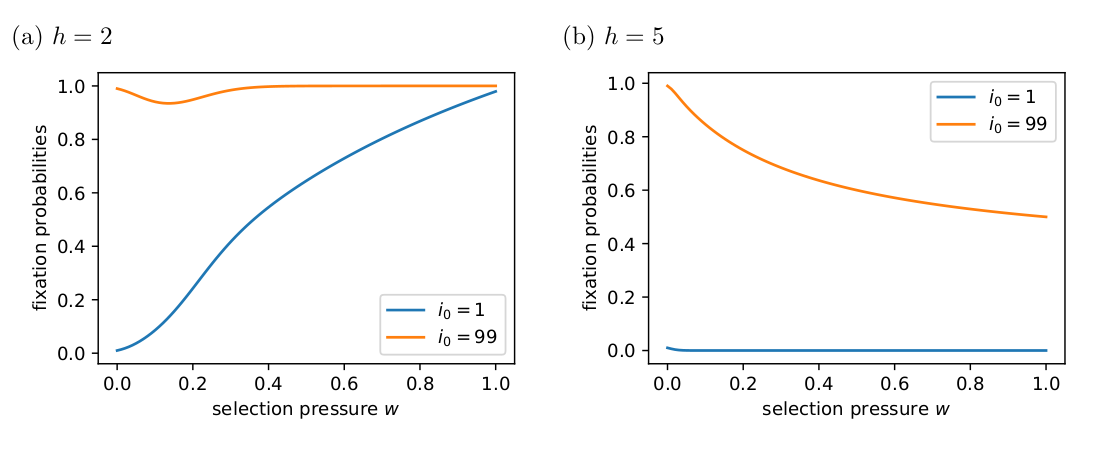 (a) h = 2
1.0
0.8
0.6
0.4
0.2
0.0
fixation probabilities
i₀ = 1
i₀ = 99
0.0 0.2 0.4 0.6 0.8 1.0
selection pressure w
(b) h = 5
1.0
0.8
0.6
0.4
0.2
0.0
fixation probabilities
i₀ = 1
i₀ = 99
0.0 0.2 0.4 0.6 0.8 1.0
selection pressure w